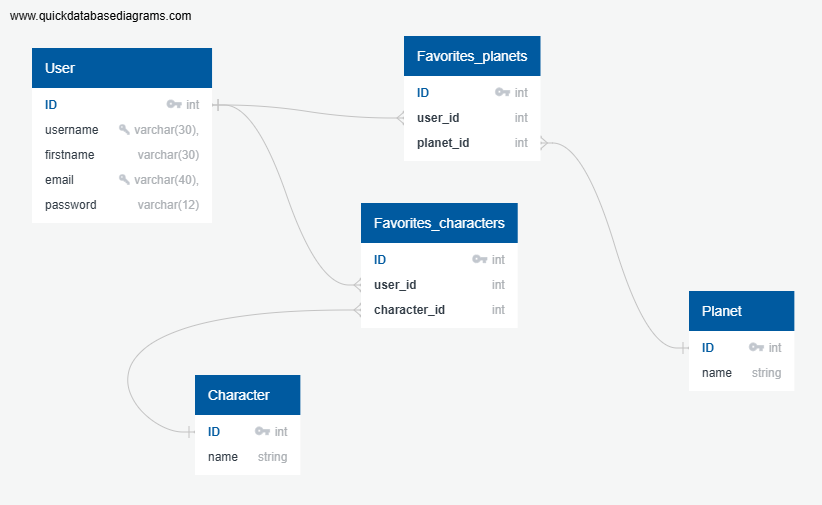 www.quickdatabasediagrams.com
User
ID int
username varchar(30),
firstname varchar(30)
email varchar(40),
password varchar(12)
Favorites_planets
ID int
user_id int
planet_id int
Favorites_characters
ID int
user_id int
character_id int
Planet
ID int
name string
Character
ID int
name string